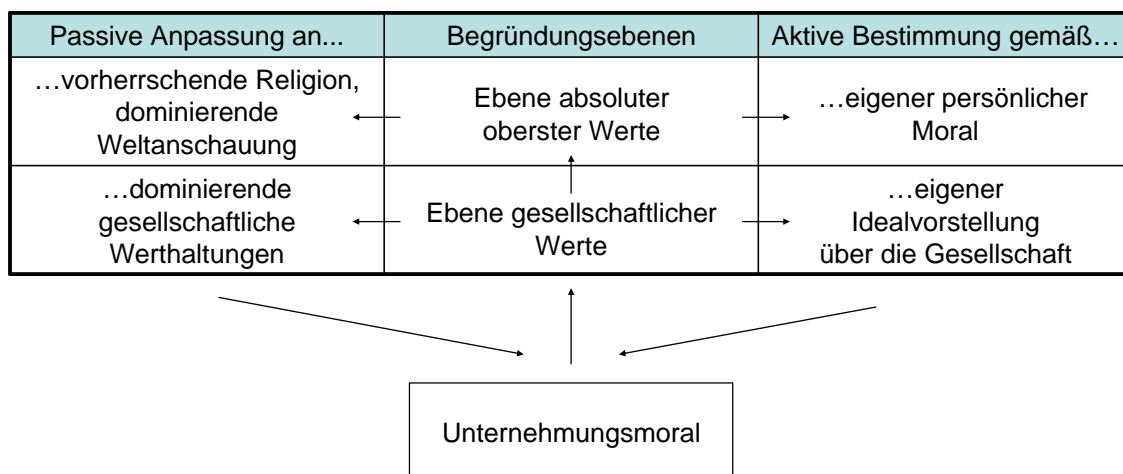 Passive Anpassung an...
Begründungsebenen
Aktive Bestimmung gemäß…
…vorherrschende Religion,
dominierende
Weltanschauung
Ebene absoluter
oberster Werte
…eigener persönlicher
Moral
…dominierende
gesellschaftliche
Werthaltungen
Ebene gesellschaftlicher
Werte
…eigener
Idealvorstellung
über die Gesellschaft
Unternehmungsmoral